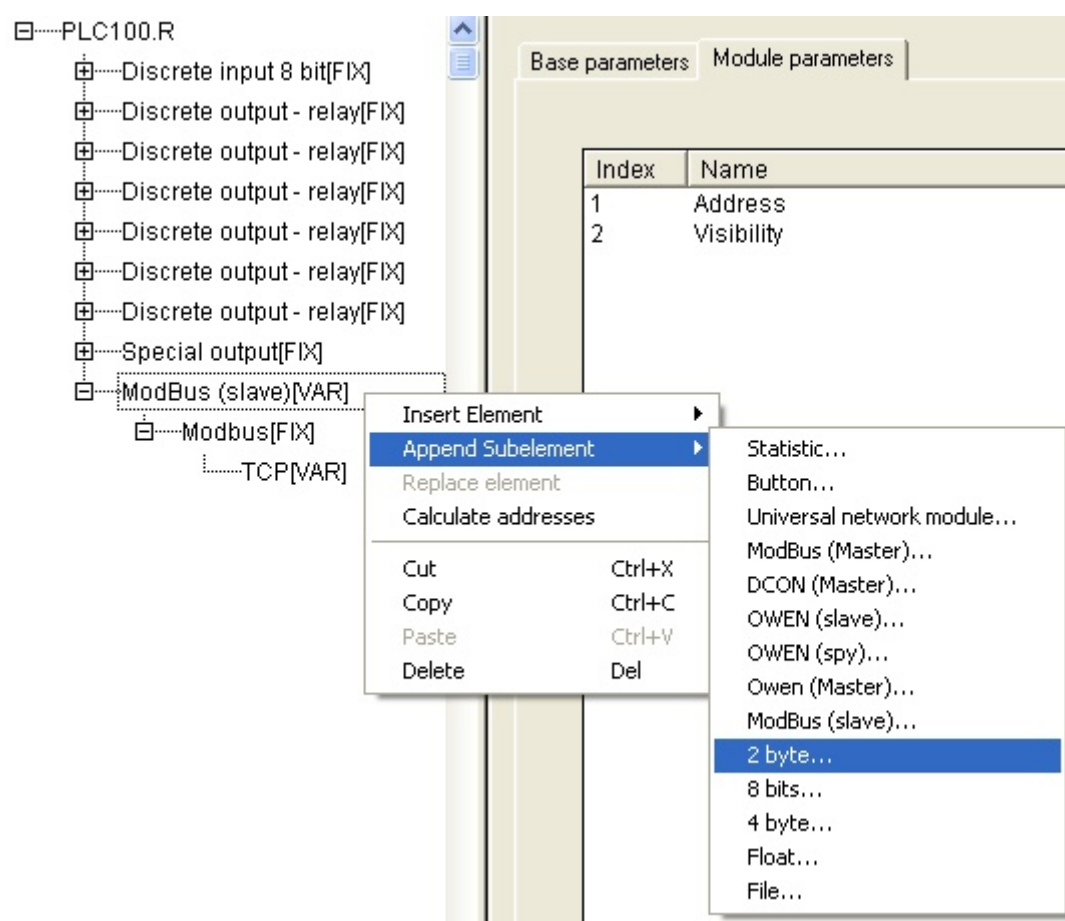 PLC100.R
Discrete input 8 bit[FIX]
Discrete output - relay[FIX]
Discrete output - relay[FIX]
Discrete output - relay[FIX]
Discrete output - relay[FIX]
Discrete output - relay[FIX]
Discrete output - relay[FIX]
Special output[FIX]
ModBus (slave)[VAR]
Modbus[FIX]
TCP[VAR]
Base parameters Module parameters
Index Name
1 Address
2 Visibility
Insert Element
Append Subelement
Replace element
Calculate addresses
Cut Ctrl+X
Copy Ctrl+C
Paste Ctrl+V
Delete Del
Statistic...
Button...
Universal network module...
ModBus (Master)...
DCON (Master)...
OWEN (slave)...
OWEN (spy)...
Owen (Master)...
ModBus (slave)...
2 byte...
8 bits...
4 byte...
Float...
File...